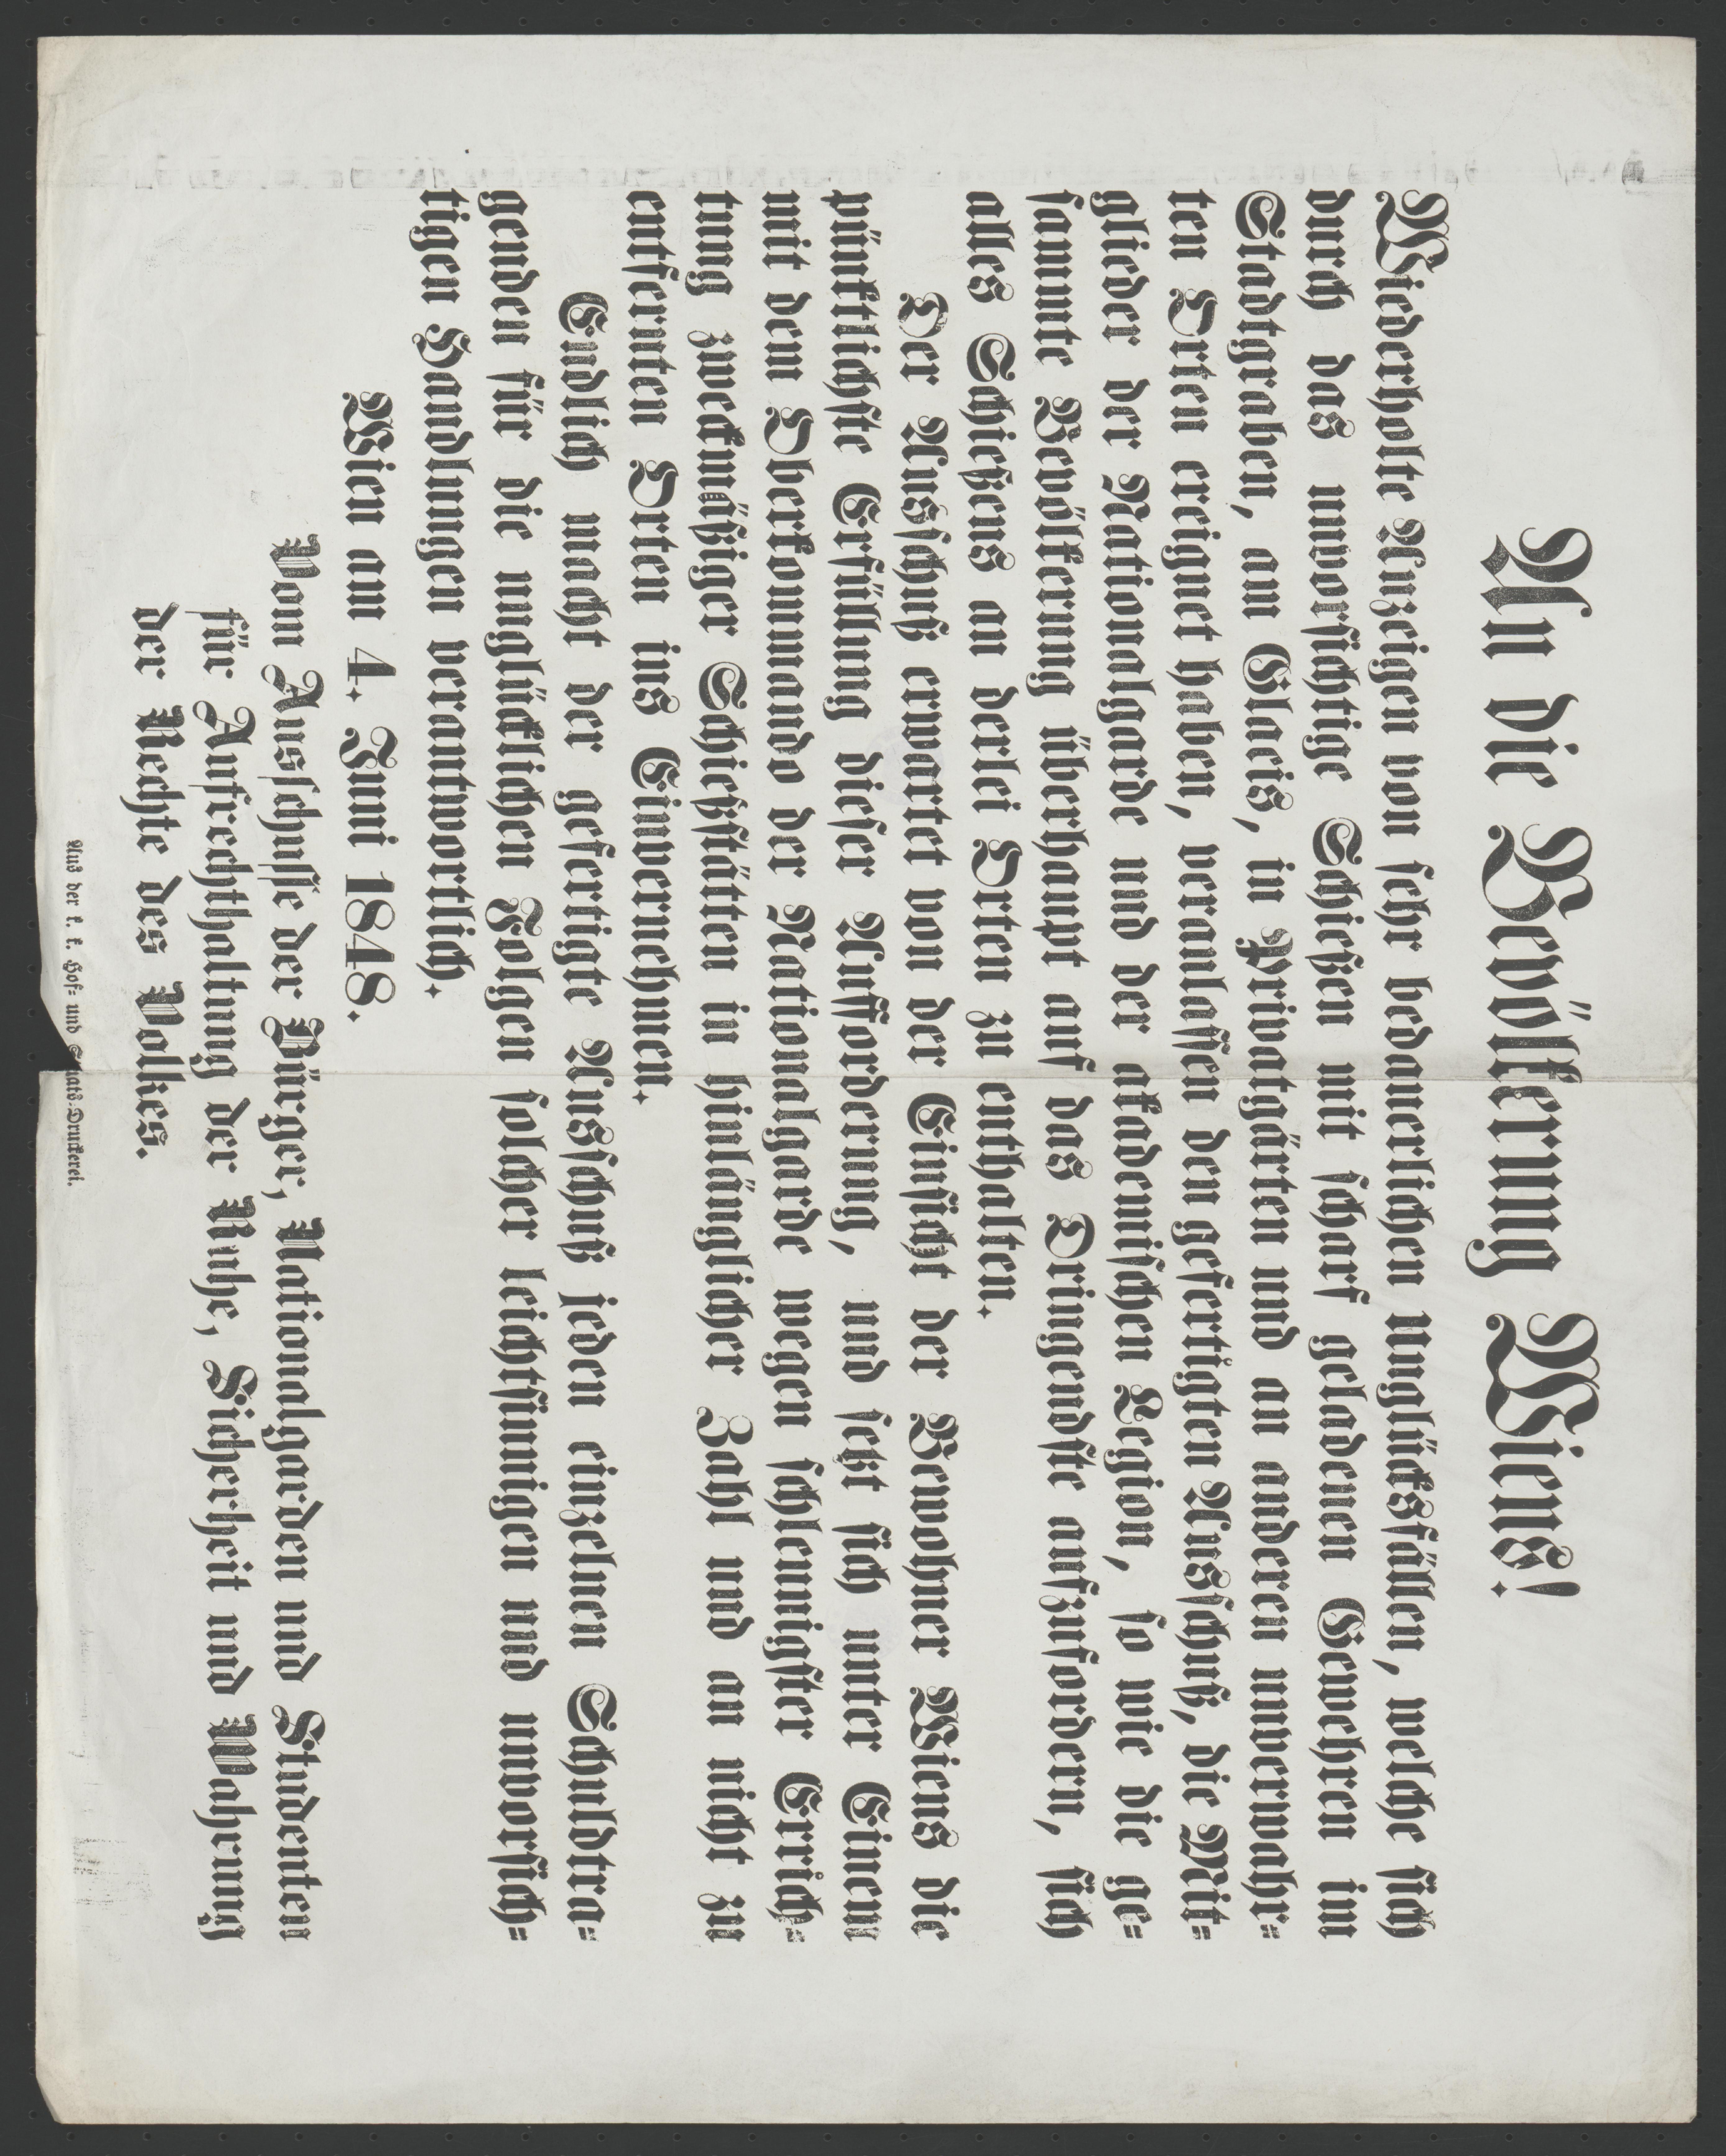 An die Bevölkerung Wiens!
Wiederholte Anzeigen von sehr bedauerlichen Unglücksfällen, welche sich
durch das unvorsichtige Schießen mit scharf geladenen Gewehren im
Stadtgraben, am Glacis, in Privatgärten und an anderen unverwahr-
ten Orten ereignet haben, veranlassen den gefertigten Ausschuß, die Mit-
glieder der Nationalgarde und der akademischen Legion, so wie die ge-
sammte Bevölkerung überhaupt auf das Dringendste aufzufordern, sich
alles Schießens an derlei Orten zu enthalten.
Der Ausschuß erwartet von der Einsicht der Bewohner Wiens die
pünktlichste Erfüllung dieser Aufforderung, und setzt sich unter Einem
mit dem Oberkommando der Nationalgarde wegen schleunigster Errich-
tung zweckmäßiger Schießstätten in hinlänglicher Zahl und an nicht zu
entfernten Orten ins Einvernehmen.
Endlich macht der gefertigte Ausschuß jeden einzelnen Schuldtra-
genden für die unglücklichen Folgen solcher leichtsinnigen und unvorsich-
tigen Handlungen verantwortlich.
Wien am 4. Juni 1848.
Vom Ausschusse der Bürger, Nationalgarden und Studenten
für Aufrechthaltung der Ruhe, Sicherheit und Wahrung
der Rechte des Volkes.
Aus der k. k. Hof- und Staats-Druckerei.